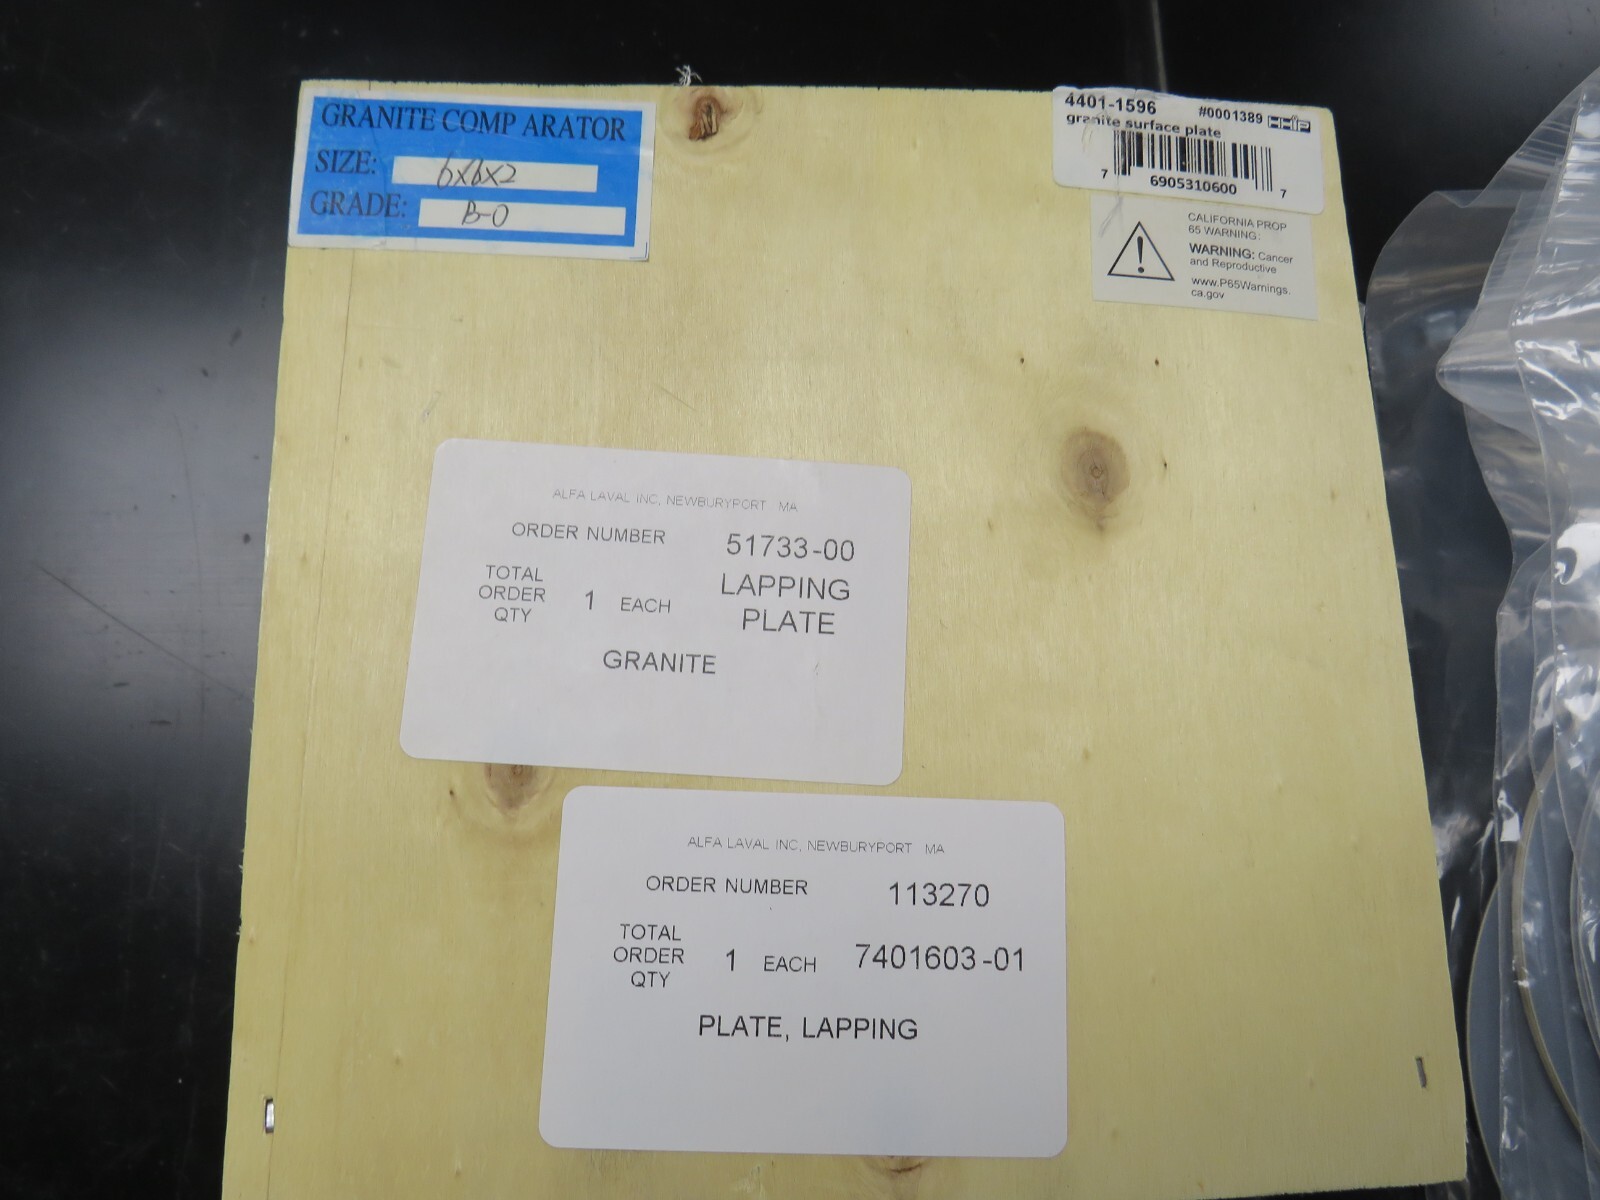 GRANITE COMP ARATOR
SIZE: 6x6x2
GRADE: B-0
4401-1596 #0001389 HHIP
granite surface plate
7 6905310600 7
CALIFORNIA PROP
65 WARNING:
WARNING: Cancer
and Reproductive
www.P65Warnings.
ca.gov
ALFA LAVAL INC, NEWBURYPORT MA
ORDER NUMBER 51733-00
TOTAL
ORDER
QTY
1 EACH
LAPPING
PLATE
GRANITE
ALFA LAVAL INC, NEWBURYPORT MA
ORDER NUMBER 113270
TOTAL
ORDER
QTY
1 EACH 7401603-01
PLATE, LAPPING